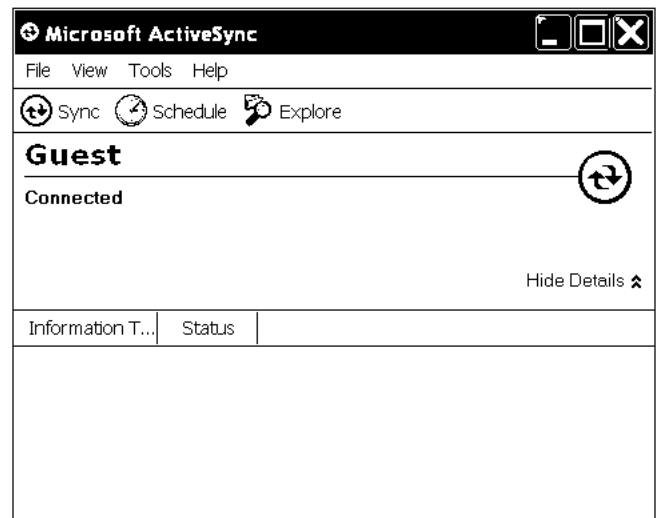 Microsoft ActiveSync
File View Tools Help
Sync Schedule Explore
Guest
Connected
Hide Details
Information T... Status